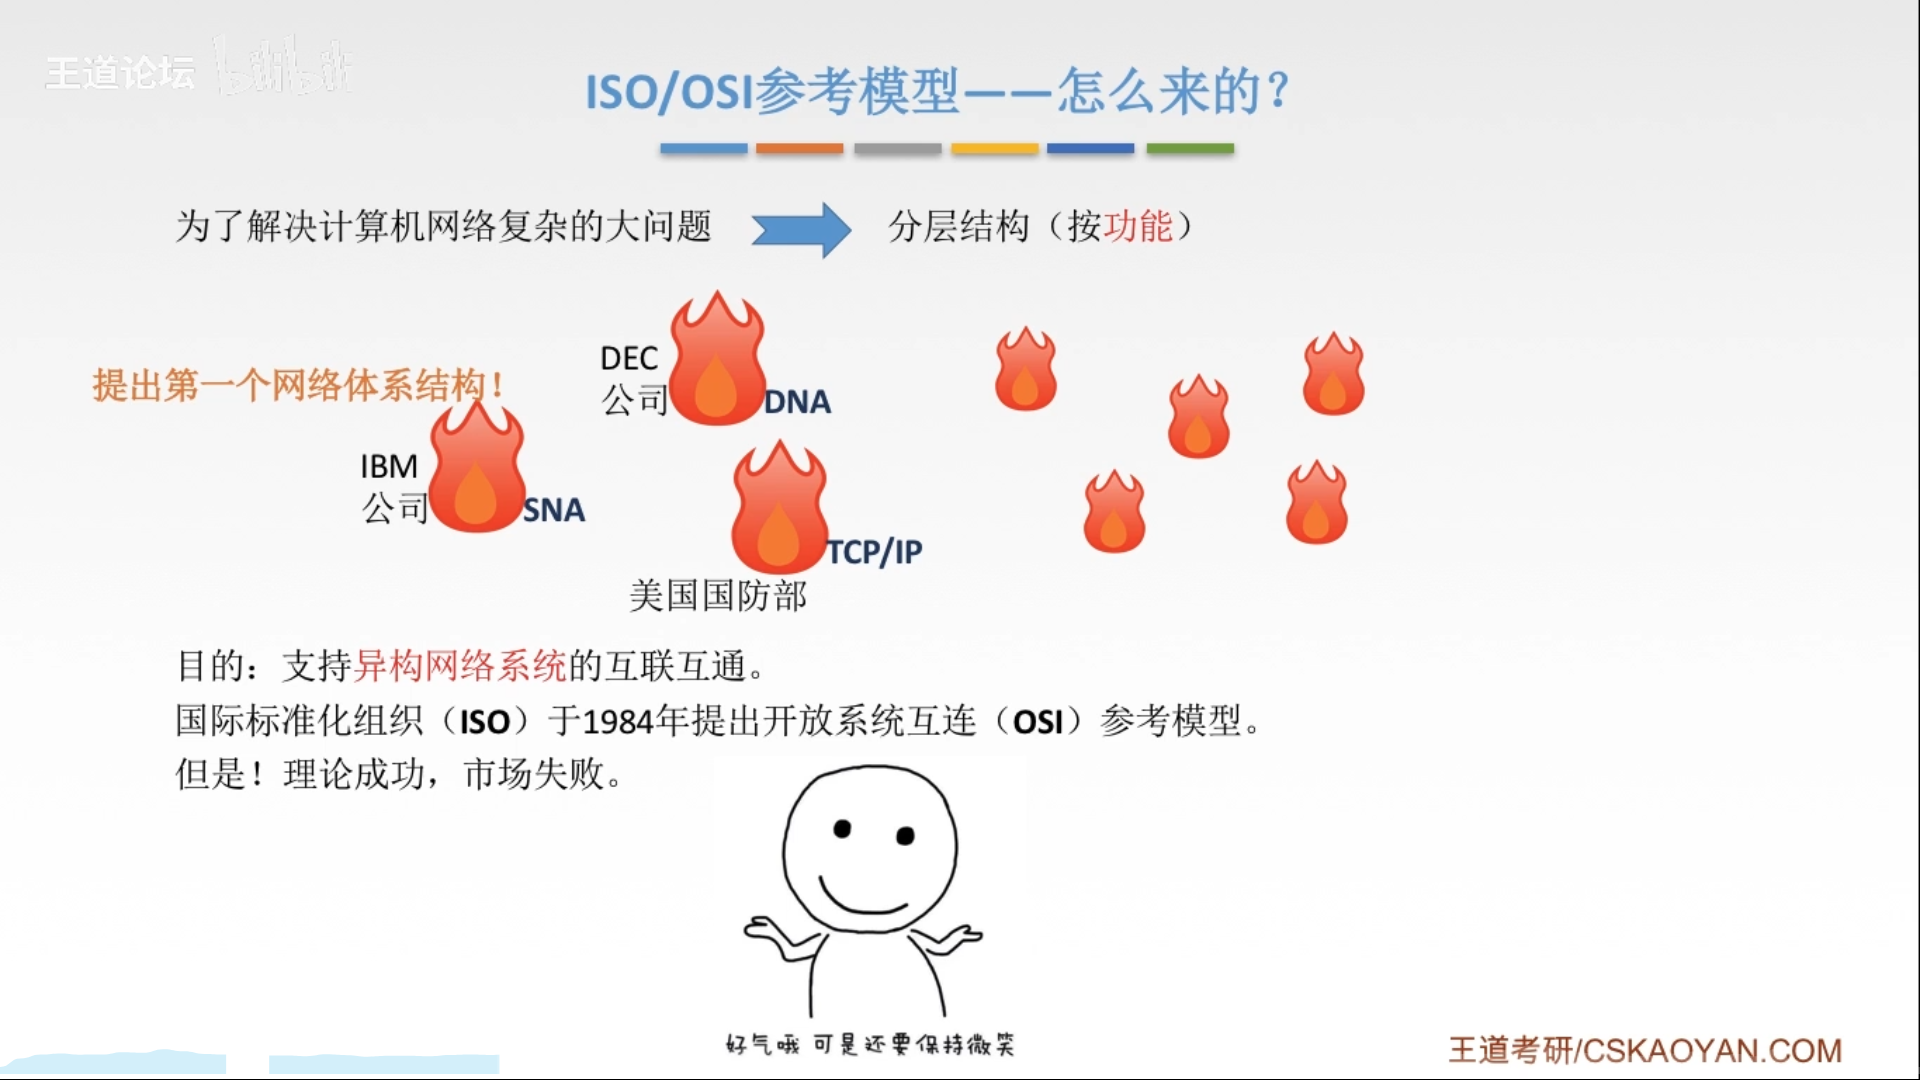 王道论坛 bilibili
ISO/OSI参考模型——怎么来的？
为了解决计算机网络复杂的大问题
分层结构（按功能）
提出第一个网络体系结构！
DEC
公司
DNA
IBM
公司
SNA
TCP/IP
美国国防部
目的：支持异构网络系统的互联互通。
国际标准化组织（ISO）于1984年提出开放系统互连（OSI）参考模型。
但是！理论成功，市场失败。
好气哦 可是还要保持微笑
王道考研/CSKAOYAN.COM